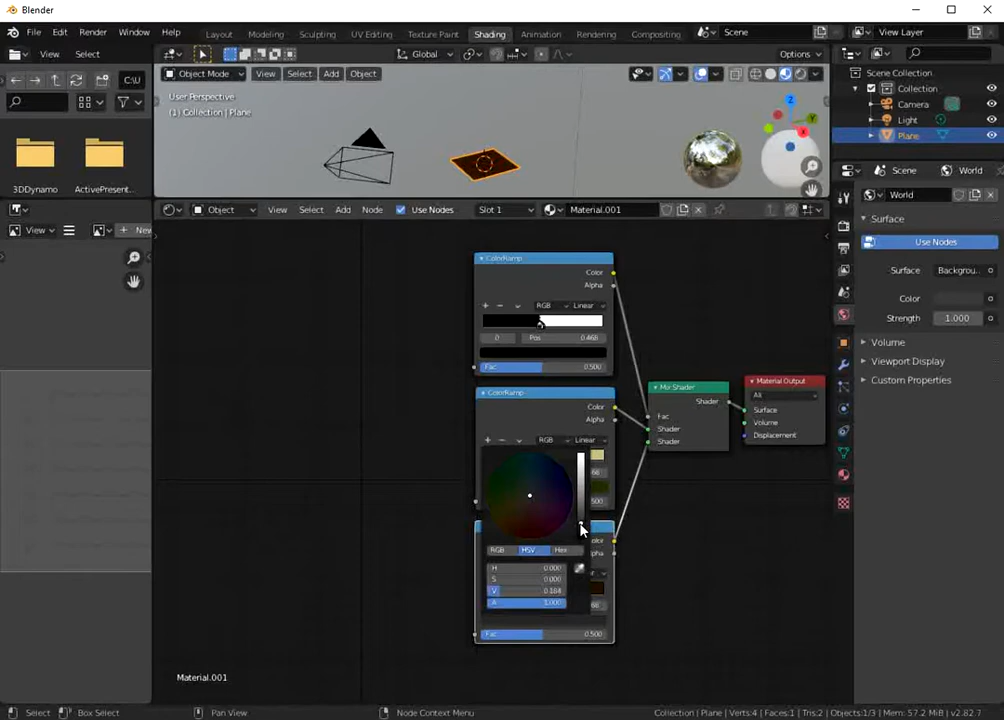 Blender
File Edit Render Window Help
Layout Modeling Sculpting UV Editing Texture Paint Shading Animation Rendering Compositing
Scene
View Layer
View Select
Global
Options
C:\U
Object Mode View Select Add Object
User Perspective
(1) Collection | Plane
3DDynamo ActivePresent...
Scene Collection
Collection
Camera
Light
Plane
Scene World
World
Surface
Use Nodes
Surface: Backgrou...
Color
Strength 1.000
Volume
Viewport Display
Custom Properties
View New
Object View Select Add Node Use Nodes Slot 1 Material.001
ColorRamp
Color
Alpha
RGB Linear
0 Pos 0.468
Fac 0.500
ColorRamp
Color
Alpha
RGB Linear
Mix Shader
Shader
Fac
Shader
Shader
Material Output
All
Surface
Volume
Displacement
RGB HSV Hex
H 0.000
S 0.000
V 0.184
A 1.000
Fac 0.500
Material.001
Select Box Select Pan View Node Context Menu
Collection | Plane | Verts:4 | Faces:1 | Tris:2 | Objects:1/3 | Mem: 57.2 MiB | v2.82.7